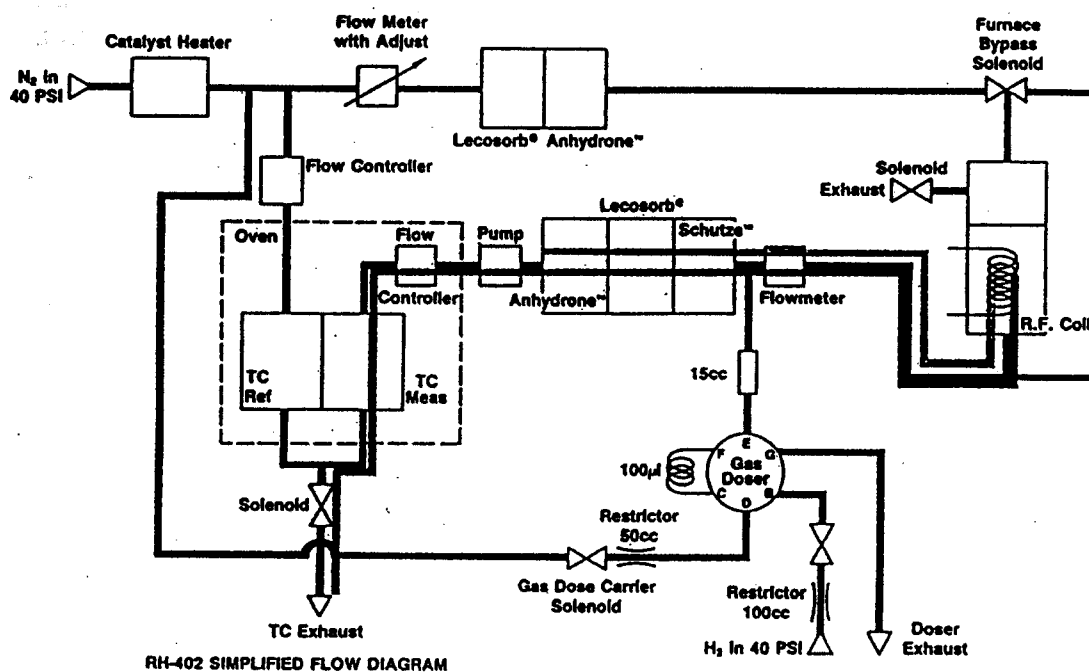 Flow Meter
with Adjust
Furnace
Bypass
Solenoid
Catalyst Heater
N₂ in
40 PSI
Lecosorb® Anhydrone™
Flow Controller
Solenoid
Exhaust
Lecosorb®
Schutze™
Oven
Flow
Pump
Controller
Anhydrone™
Flowmeter
R.F. Coil
TC
Ref
TC
Meas
15cc
E
F
G
Gas
Doser
100µl
C
B
D
Solenoid
Restrictor
50cc
Gas Dose Carrier
Solenoid
Restrictor
100cc
TC Exhaust
H₂ in 40 PSI
Doser
Exhaust
RH-402 SIMPLIFIED FLOW DIAGRAM